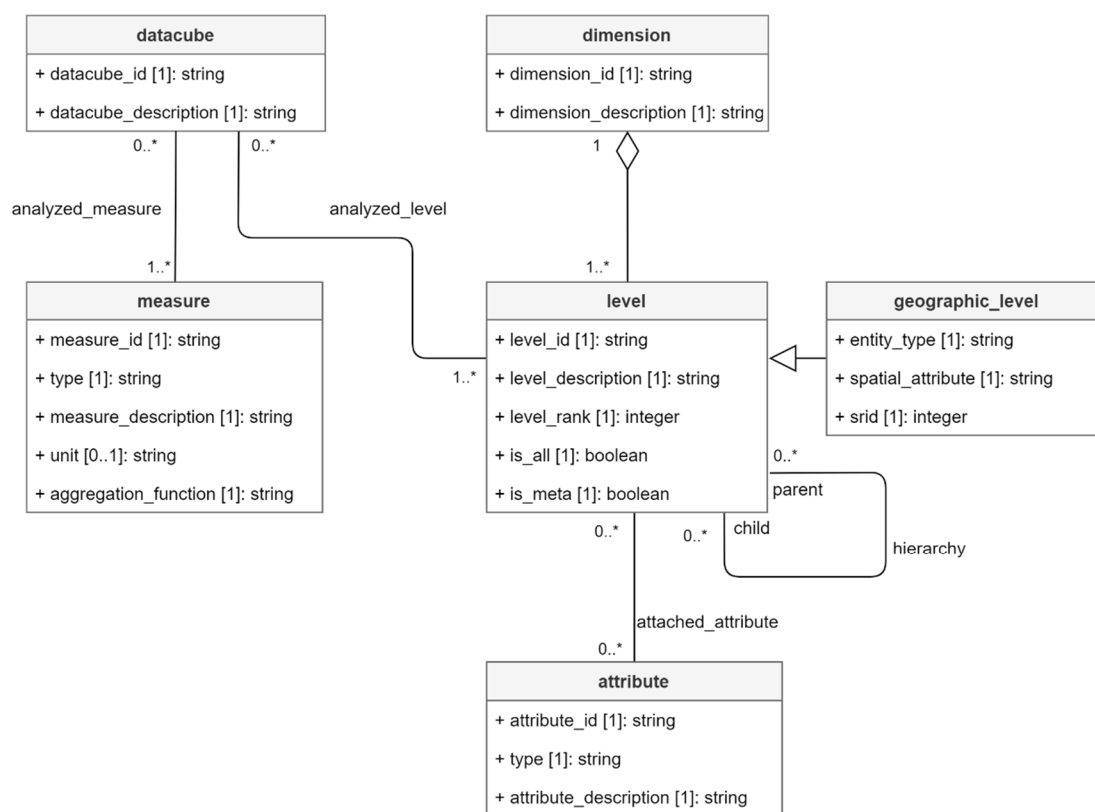 datacube
+ datacube_id [1]: string
+ datacube_description [1]: string
dimension
+ dimension_id [1]: string
+ dimension_description [1]: string
0..*
0..*
1
analyzed_measure
analyzed_level
1..*
1..*
measure
+ measure_id [1]: string
+ type [1]: string
+ measure_description [1]: string
+ unit [0..1]: string
+ aggregation_function [1]: string
1..*
level
+ level_id [1]: string
+ level_description [1]: string
+ level_rank [1]: integer
+ is_all [1]: boolean
+ is_meta [1]: boolean
geographic_level
+ entity_type [1]: string
+ spatial_attribute [1]: string
+ srid [1]: integer
0..*
parent
0..*
0..*
child
hierarchy
attached_attribute
0..*
attribute
+ attribute_id [1]: string
+ type [1]: string
+ attribute_description [1]: string